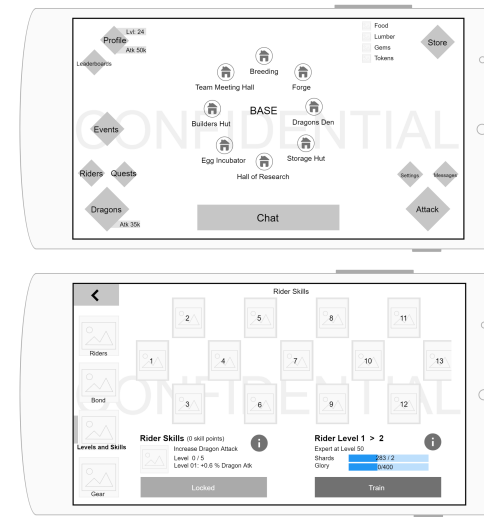 Lvl: 24
Profile
Atk 50k
Leaderboards
Food
Lumber
Gems
Tokens
Store
Breeding
Team Meeting Hall
Forge
BASE
Builders Hut
Dragons Den
Events
Egg Incubator
Storage Hut
Hall of Research
Riders
Quests
Settings
Messages
Dragons
Atk 35k
Chat
Attack
CONFIDENTIAL
Rider Skills
2
5
8
11
Riders
1
4
7
10
13
Bond
3
6
9
12
CONFIDENTIAL
Levels and Skills
Rider Skills (0 skill points)
Increase Dragon Attack
Level 0 / 5
Level 01: +0.6 % Dragon Atk
Locked
Rider Level 1 > 2
Expert at Level 50
Shards 283 / 2
Glory 0/400
Train
Gear